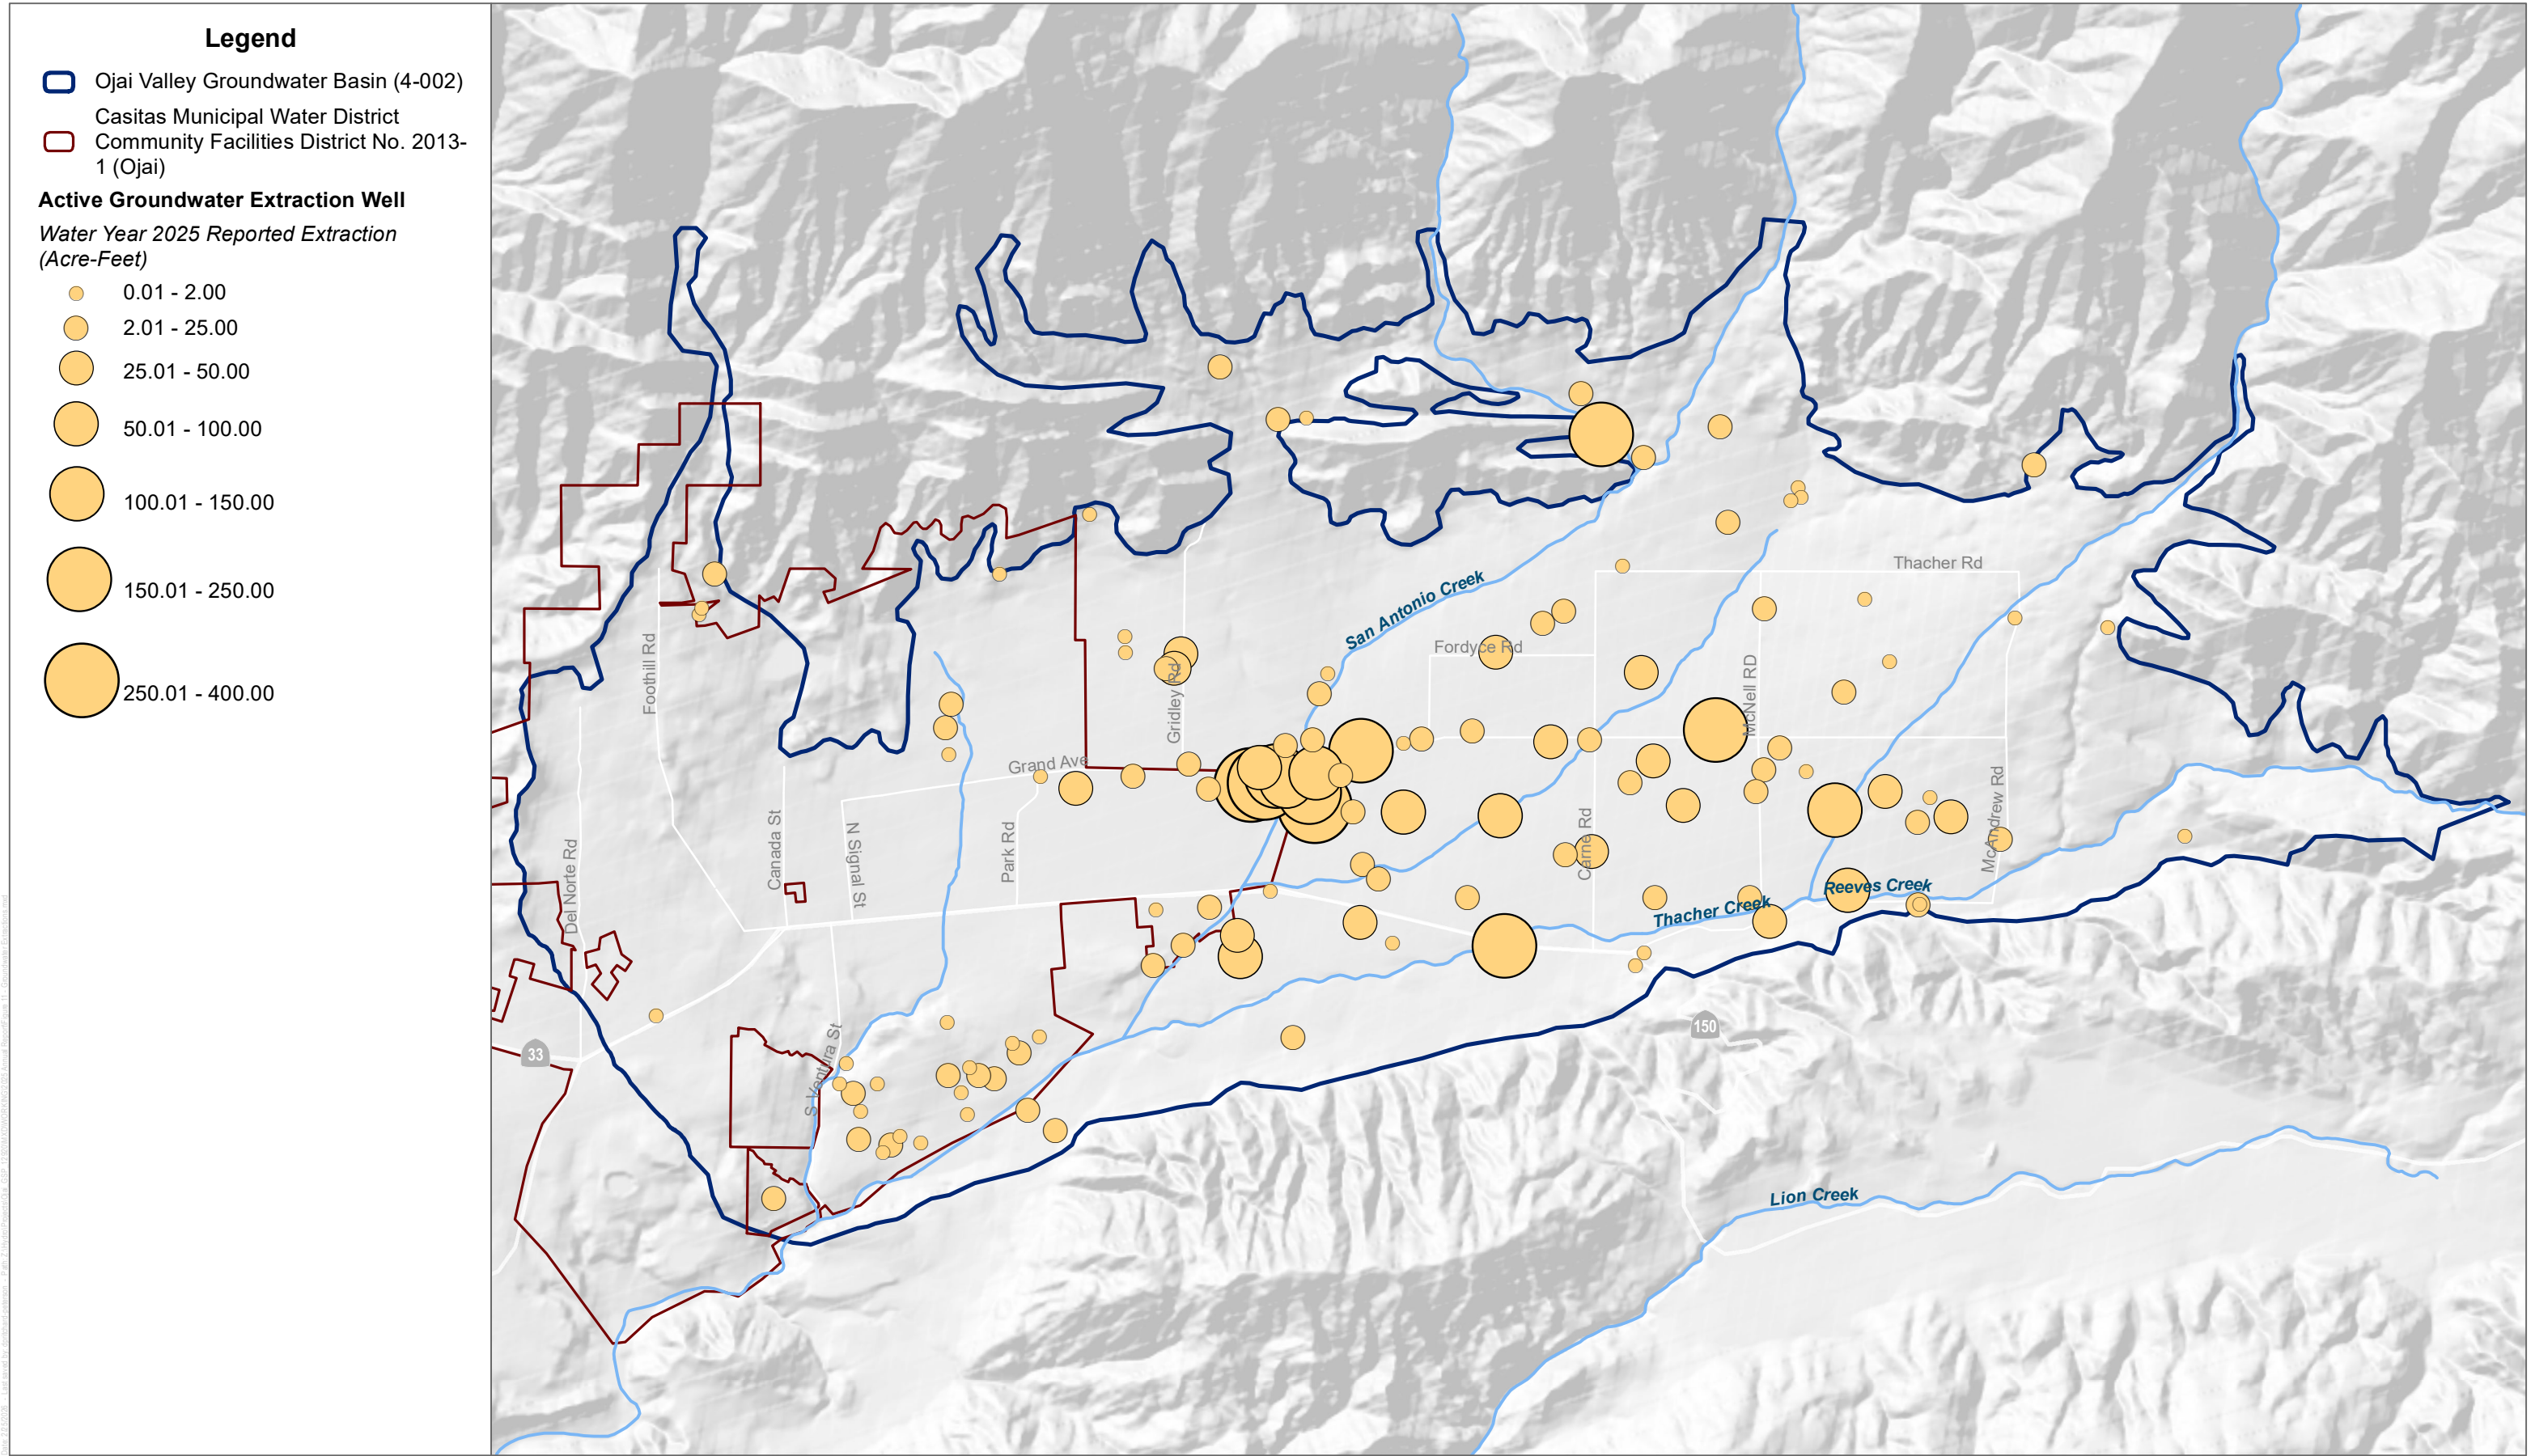 Legend
Ojai Valley Groundwater Basin (4-002)
Casitas Municipal Water District
Community Facilities District No. 2013-
1 (Ojai)
Active Groundwater Extraction Well
Water Year 2025 Reported Extraction
(Acre-Feet)
0.01 - 2.00
2.01 - 25.00
25.01 - 50.00
50.01 - 100.00
100.01 - 150.00
150.01 - 250.00
250.01 - 400.00
Thacher Rd
San Antonio Creek
Fordyce Rd
Foothill Rd
Gridley Rd
McNell RD
Grand Ave
Canada St
N Signal St
Park Rd
Del Norte Rd
Carne Rd
McAndrew Rd
Reeves Creek
Thacher Creek
150
33
S Ventura St
Lion Creek